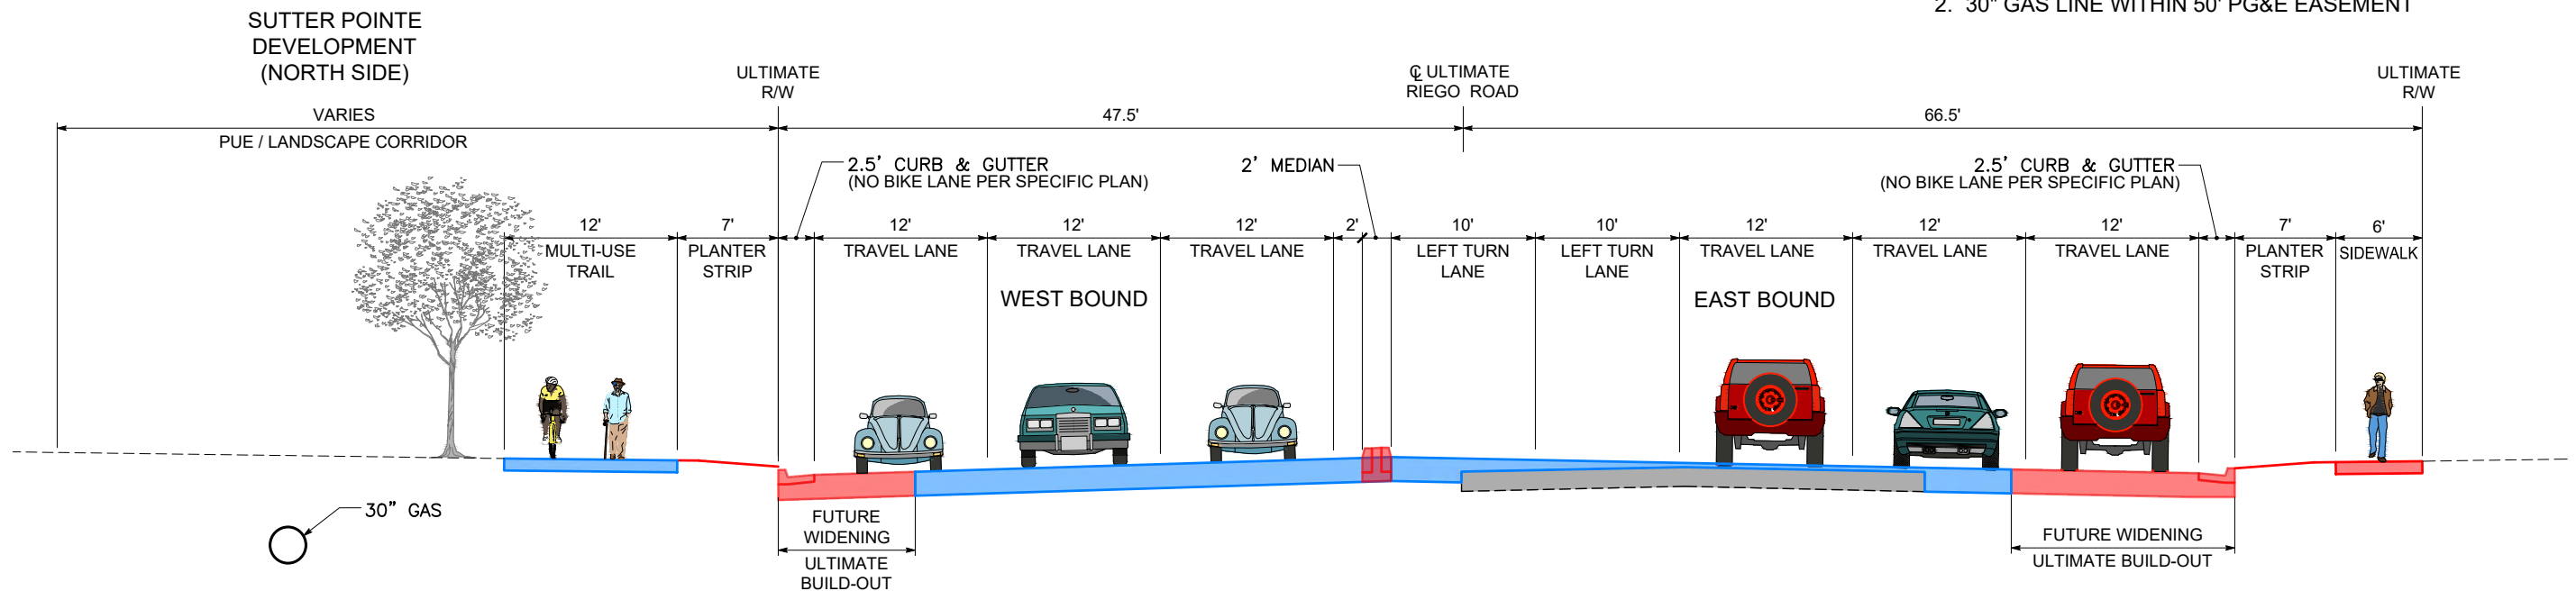 2. 30" GAS LINE WITHIN 50' PG&E EASEMENT
SUTTER POINTE
DEVELOPMENT
(NORTH SIDE)
ULTIMATE
R/W
℄ ULTIMATE
RIEGO ROAD
ULTIMATE
R/W
VARIES
47.5'
66.5'
PUE / LANDSCAPE CORRIDOR
2.5' CURB & GUTTER
(NO BIKE LANE PER SPECIFIC PLAN)
2' MEDIAN
2.5' CURB & GUTTER
(NO BIKE LANE PER SPECIFIC PLAN)
12'
7'
12'
12'
12'
2'
10'
10'
12'
12'
12'
7'
6'
MULTI-USE
TRAIL
PLANTER
STRIP
TRAVEL LANE
TRAVEL LANE
TRAVEL LANE
LEFT TURN
LANE
LEFT TURN
LANE
TRAVEL LANE
TRAVEL LANE
TRAVEL LANE
PLANTER
STRIP
SIDEWALK
WEST BOUND
EAST BOUND
30" GAS
FUTURE
WIDENING
ULTIMATE
BUILD-OUT
FUTURE WIDENING
ULTIMATE BUILD-OUT